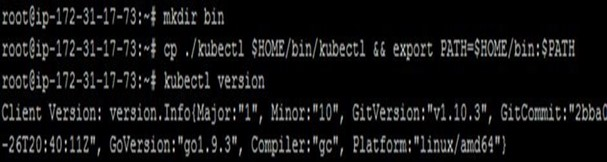 root@ip-172-31-17-73:~# mkdir bin
root@ip-172-31-17-73:~# cp ./kubectl $HOME/bin/kubectl && export PATH=$HOME/bin:$PATH
root@ip-172-31-17-73:~# kubectl version
Client Version: version.Info{Major:"1", Minor:"10", GitVersion:"v1.10.3", GitCommit:"2bba0
-26T20:40:11Z", GoVersion:"go1.9.3", Compiler:"gc", Platform:"linux/amd64"}